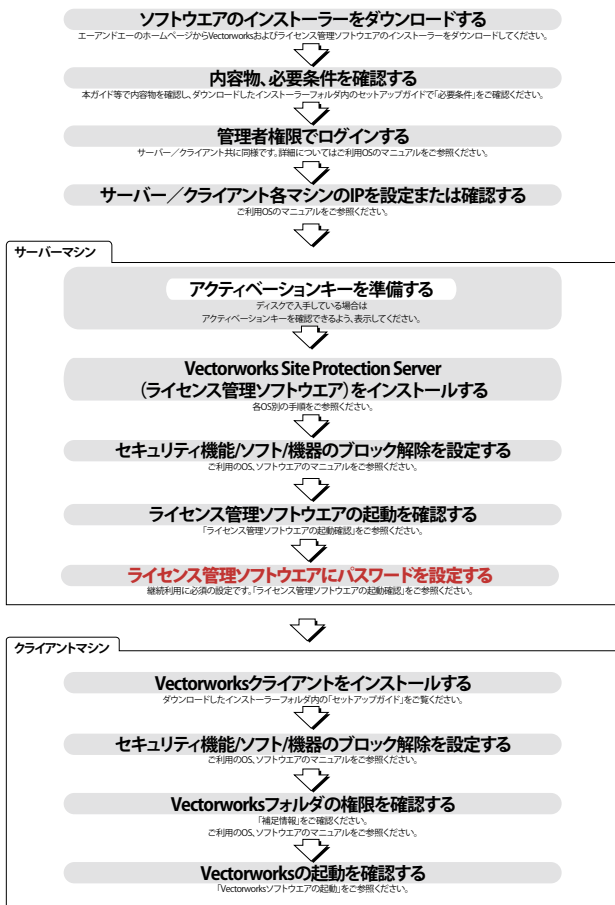 ソフトウエアのインストーラーをダウンロードする
エーアンドエーのホームページからVectorworksおよびライセンス管理ソフトウエアのインストーラーをダウンロードしてください。
内容物、必要条件を確認する
本ガイド等で内容物を確認し、ダウンロードしたインストーラーフォルダ内のセットアップガイドで「必要条件」をご確認ください。
管理者権限でログインする
サーバー／クライアント共に同様です。詳細についてはご利用OSのマニュアルをご参照ください。
サーバー／クライアント各マシンのIPを設定または確認する
ご利用OSのマニュアルをご参照ください。
サーバーマシン
アクティベーションキーを準備する
ディスクで入手している場合は
アクティベーションキーを確認できるよう、表示してください。
Vectorworks Site Protection Server
（ライセンス管理ソフトウエア）をインストールする
各OS別の手順をご参照ください。
セキュリティ機能/ソフト/機器のブロック解除を設定する
ご利用のOS、ソフトウエアのマニュアルをご参照ください。
ライセンス管理ソフトウエアの起動を確認する
「ライセンス管理ソフトウエアの起動確認」をご参照ください。
ライセンス管理ソフトウエアにパスワードを設定する
継続利用に必須の設定です。「ライセンス管理ソフトウエアの起動確認」をご参照ください。
クライアントマシン
Vectorworksクライアントをインストールする
ダウンロードしたインストーラーフォルダ内の「セットアップガイド」をご覧ください。
セキュリティ機能/ソフト/機器のブロック解除を設定する
ご利用のOS、ソフトウエアのマニュアルをご参照ください。
Vectorworksフォルダの権限を確認する
「補足情報」をご確認ください。
ご利用のOS、ソフトウエアのマニュアルをご参照ください。
Vectorworksの起動を確認する
「Vectorworksソフトウエアの起動」をご参照ください。